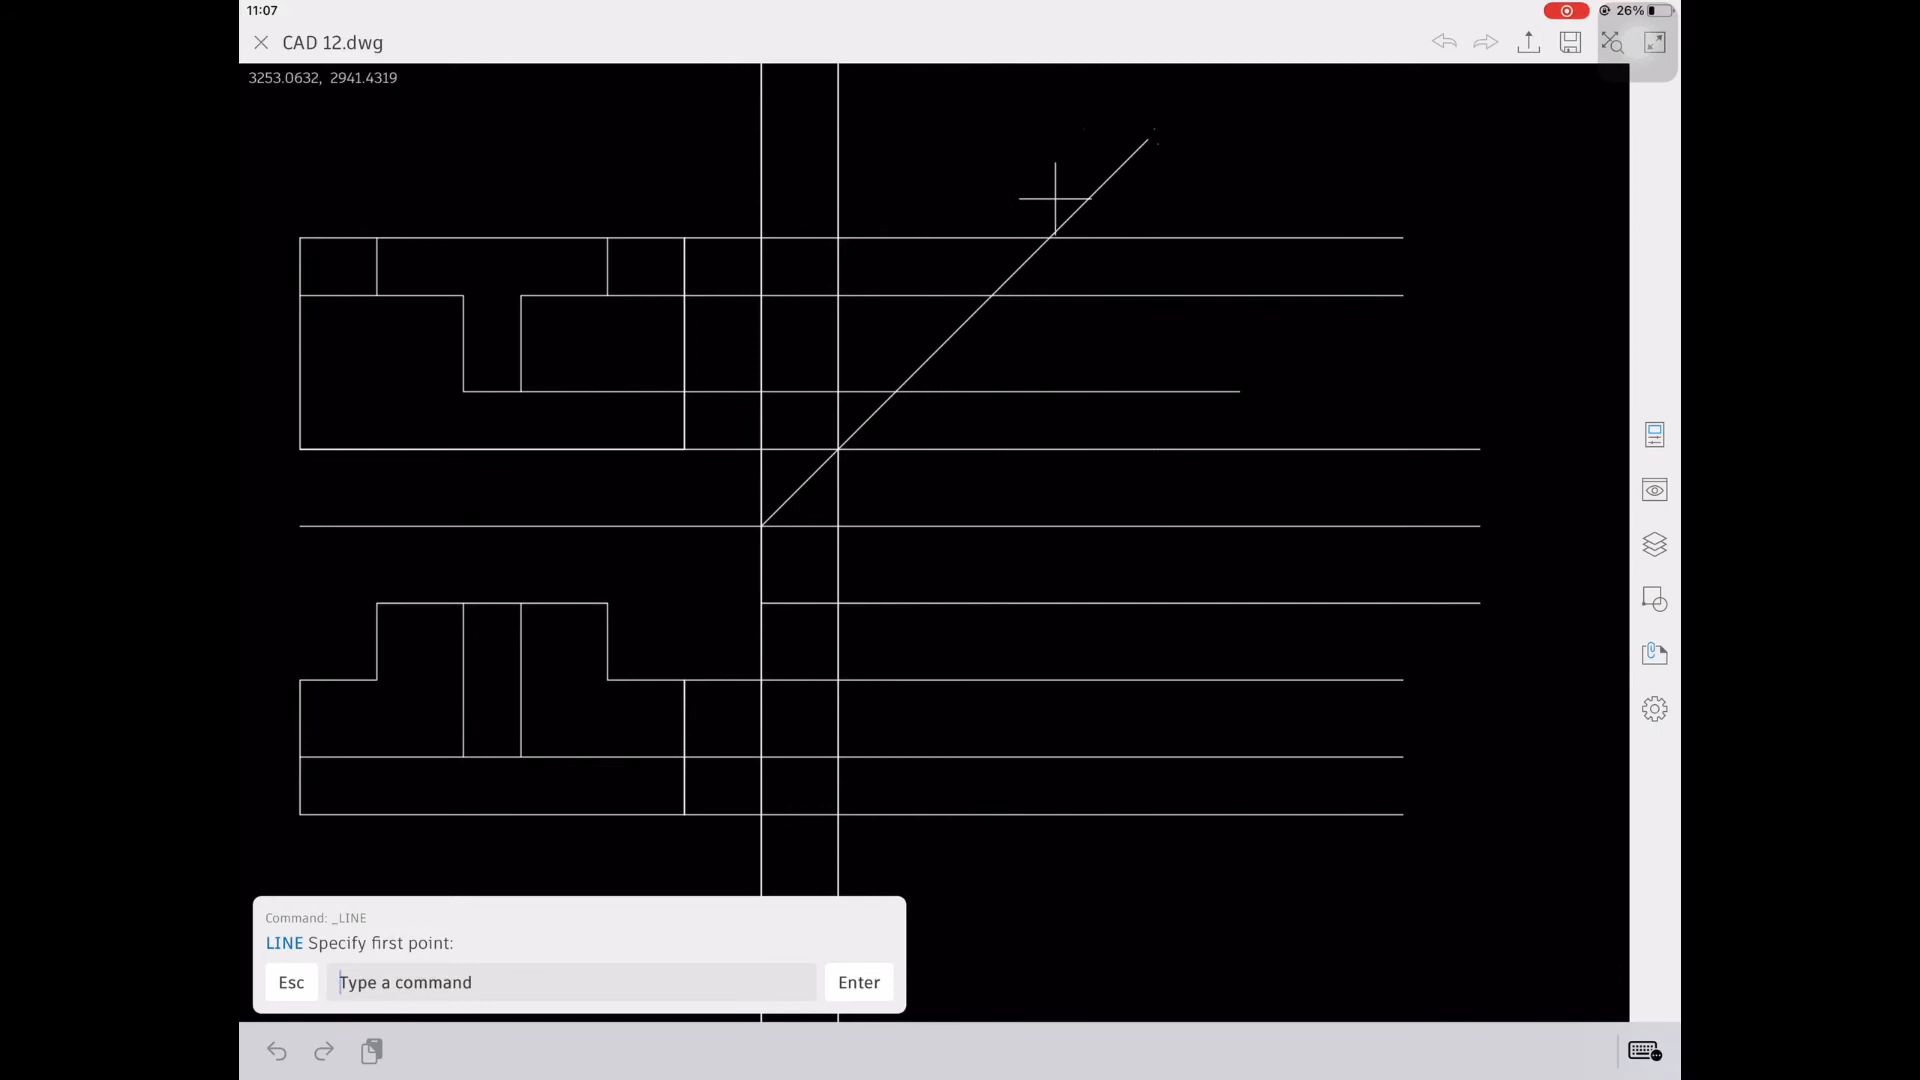 11:07
26%
CAD 12.dwg
3253.0632, 2941.4319
Command: _LINE
LINE Specify first point:
Esc
Type a command
Enter